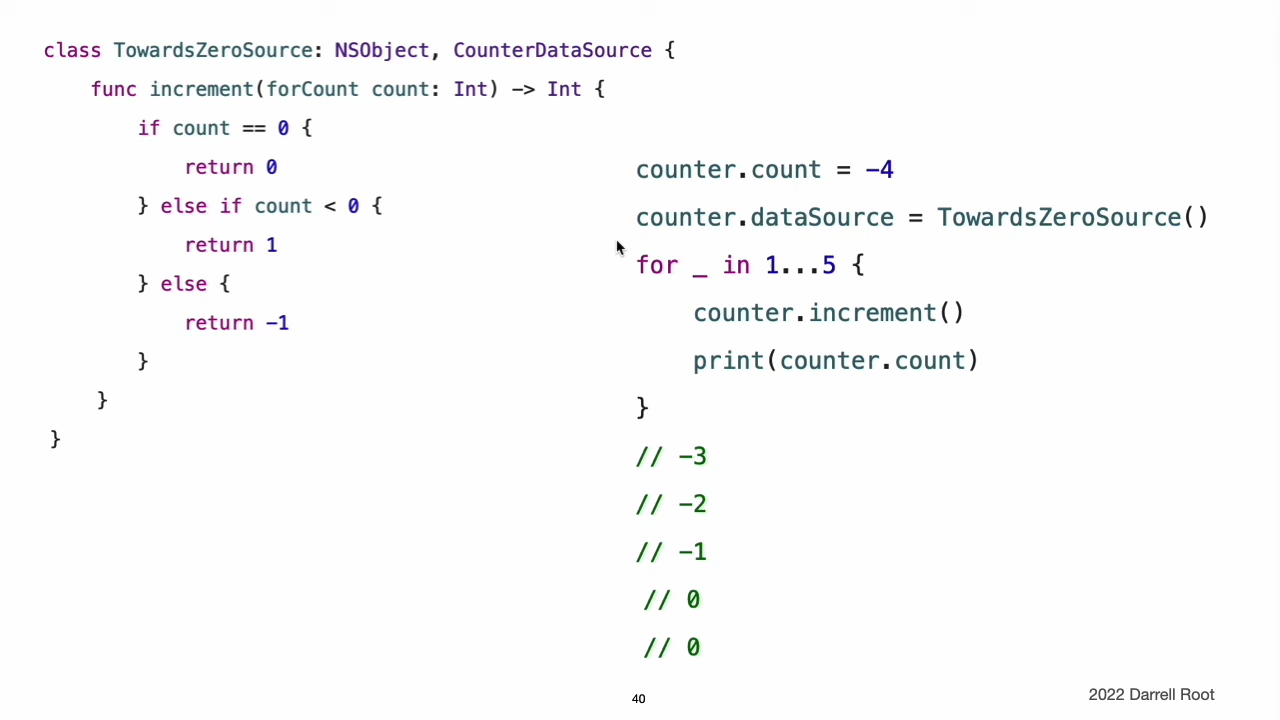 class TowardsZeroSource: NSObject, CounterDataSource {
    func increment(forCount count: Int) -> Int {
        if count == 0 {
            return 0
        } else if count < 0 {
            return 1
        } else {
            return -1
        }
    }
}
counter.count = -4
counter.dataSource = TowardsZeroSource()
for _ in 1...5 {
    counter.increment()
    print(counter.count)
}
// -3
// -2
// -1
// 0
// 0
40
2022 Darrell Root